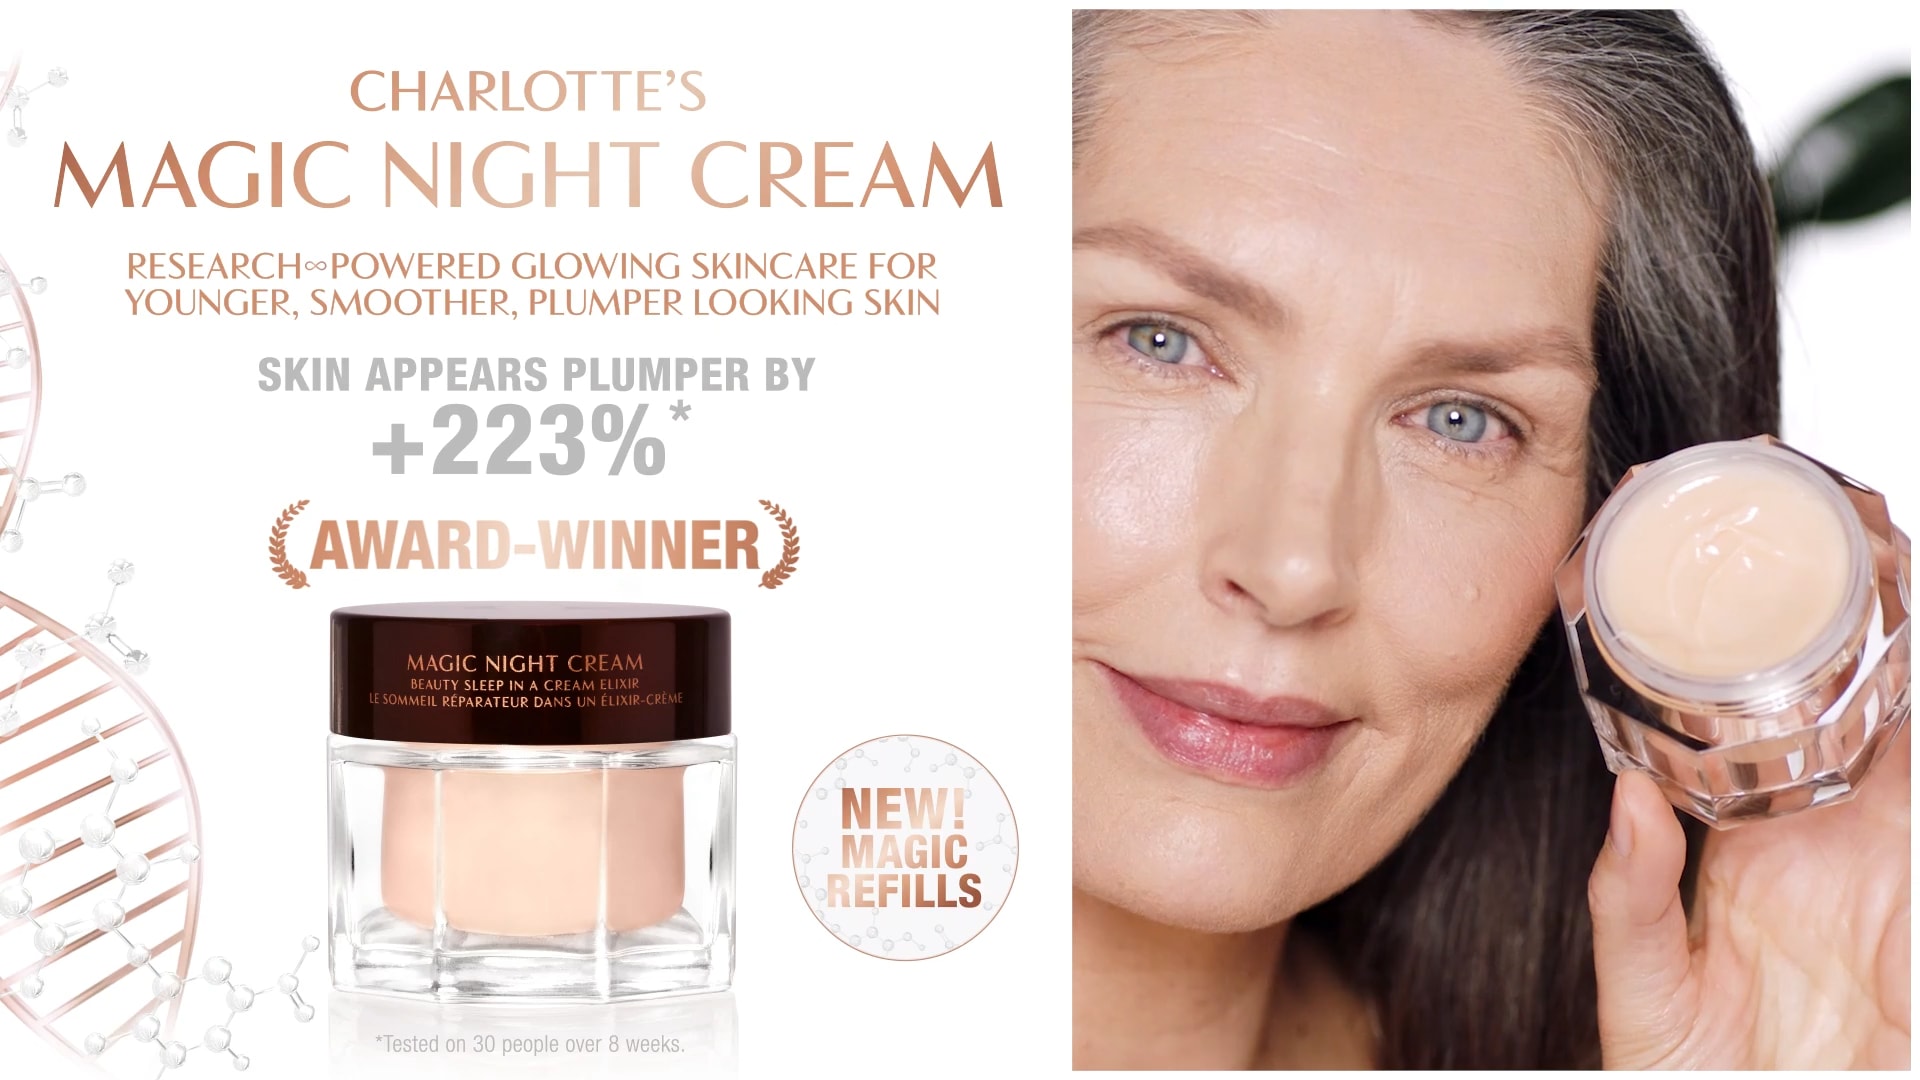 CHARLOTTE'S
MAGIC NIGHT CREAM
RESEARCH∞POWERED GLOWING SKINCARE FOR
YOUNGER, SMOOTHER, PLUMPER LOOKING SKIN
SKIN APPEARS PLUMPER BY
+223%*
AWARD-WINNER
MAGIC NIGHT CREAM
BEAUTY SLEEP IN A CREAM ELIXIR
LE SOMMEIL RÉPARATEUR DANS UN ÉLIXIR-CRÈME
NEW!
MAGIC
REFILLS
*Tested on 30 people over 8 weeks.